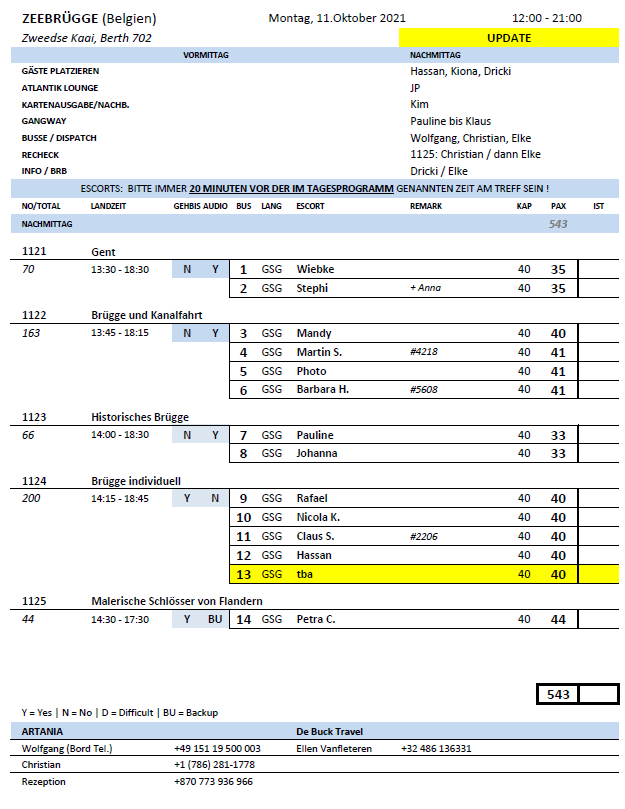 ZEEBRÜGGE (Belgien) Montag, 11.Oktober 2021 12:00 - 21:00
Zweedse Kaai, Berth 702 UPDATE
VORMITTAG NACHMITTAG
GÄSTE PLATZIEREN Hassan, Kiona, Dricki
ATLANTIK LOUNGE JP
KARTENAUSGABE/NACHB. Kim
GANGWAY Pauline bis Klaus
BUSSE / DISPATCH Wolfgang, Christian, Elke
RECHECK 1125: Christian / dann Elke
INFO / BRB Dricki / Elke
ESCORTS: BITTE IMMER 20 MINUTEN VOR DER IM TAGESPROGRAMM GENANNTEN ZEIT AM TREFF SEIN !
NO/TOTAL LANDZEIT GEHBIS AUDIO BUS LANG ESCORT REMARK KAP PAX IST
NACHMITTAG 543
1121 Gent
70 13:30 - 18:30 N Y 1 GSG Wiebke 40 35
2 GSG Stephi + Anna 40 35
1122 Brügge und Kanalfahrt
163 13:45 - 18:15 N Y 3 GSG Mandy 40 40
4 GSG Martin S. #4218 40 41
5 GSG Photo 40 41
6 GSG Barbara H. #5608 40 41
1123 Historisches Brügge
66 14:00 - 18:30 N Y 7 GSG Pauline 40 33
8 GSG Johanna 40 33
1124 Brügge individuell
200 14:15 - 18:45 Y N 9 GSG Rafael 40 40
10 GSG Nicola K. 40 40
11 GSG Claus S. #2206 40 40
12 GSG Hassan 40 40
13 GSG tba 40 40
1125 Malerische Schlösser von Flandern
44 14:30 - 17:30 Y BU 14 GSG Petra C. 40 44
543
Y = Yes | N = No | D = Difficult | BU = Backup
ARTANIA De Buck Travel
Wolfgang (Bord Tel.) +49 151 19 500 003 Ellen Vanfleteren +32 486 136331
Christian +1 (786) 281-1778
Rezeption +870 773 936 966